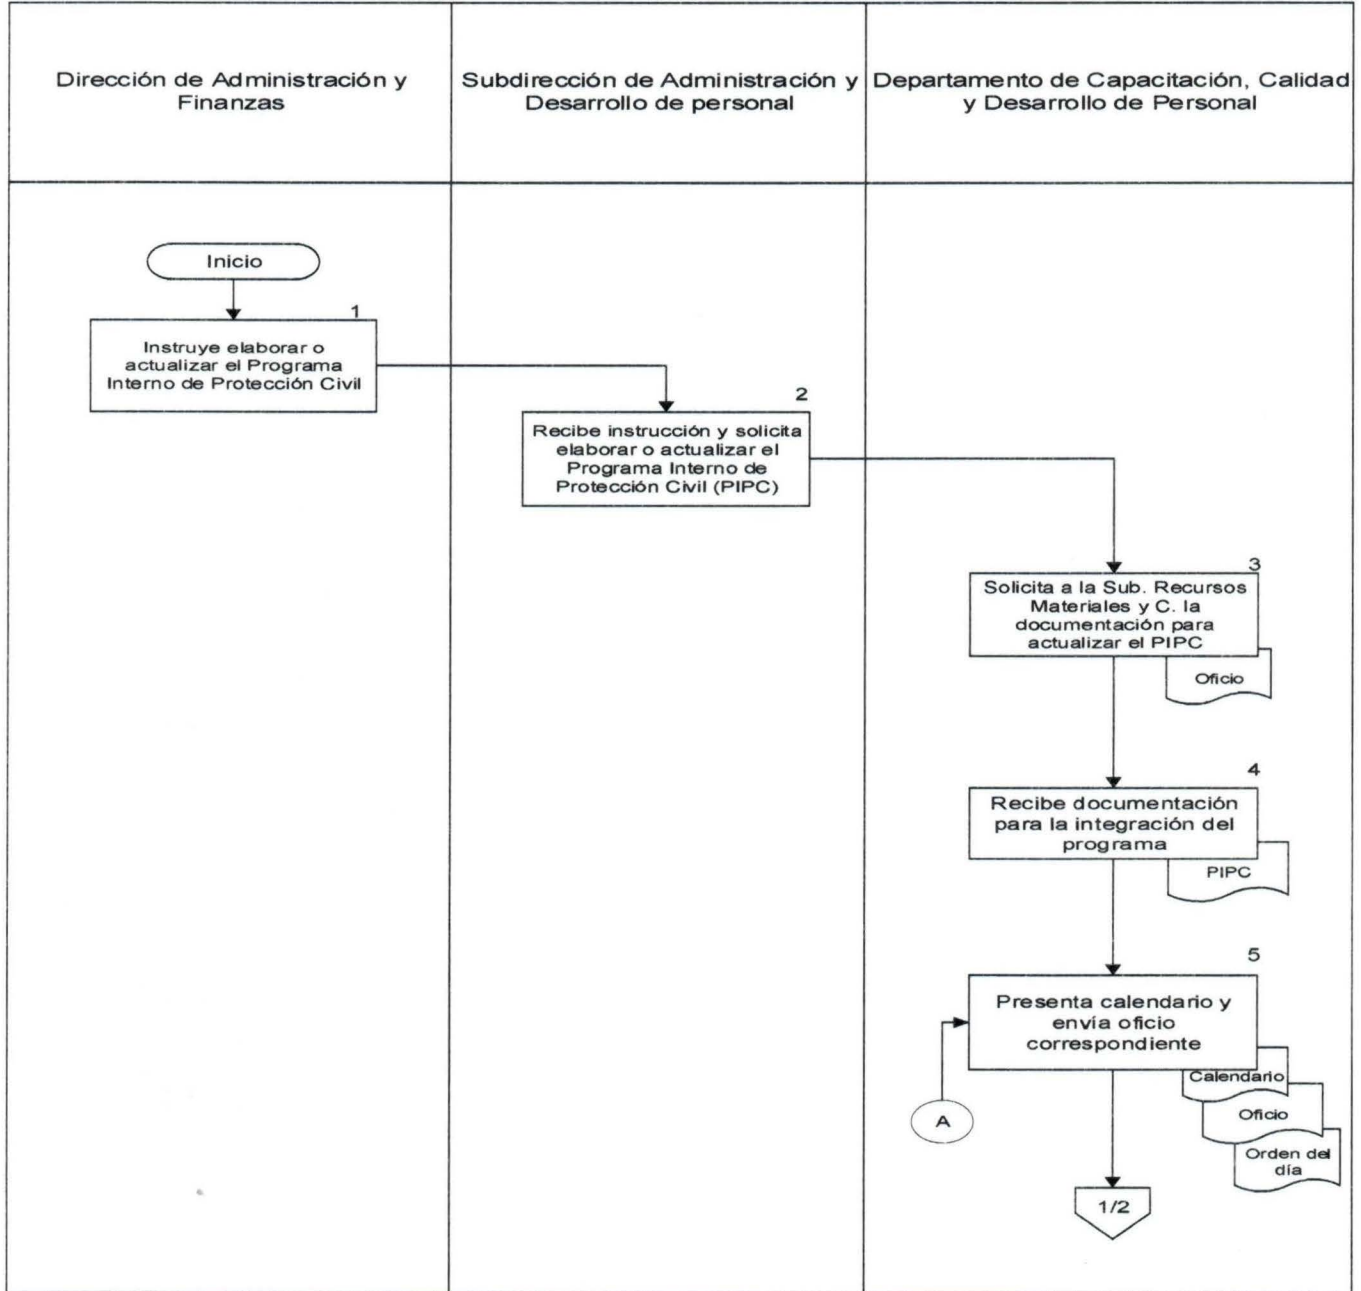 Dirección de Administración y
Finanzas
Subdirección de Administración y
Desarrollo de personal
Departamento de Capacitación, Calidad
y Desarrollo de Personal
Inicio
1
Instruye elaborar o
actualizar el Programa
Interno de Protección Civil
2
Recibe instrucción y solicita
elaborar o actualizar el
Programa Interno de
Protección Civil (PIPC)
3
Solicita a la Sub. Recursos
Materiales y C. la
documentación para
actualizar el PIPC
Oficio
4
Recibe documentación
para la integración del
programa
PIPC
5
Presenta calendario y
envía oficio
correspondiente
Calendario
A
Oficio
Orden del
día
1/2